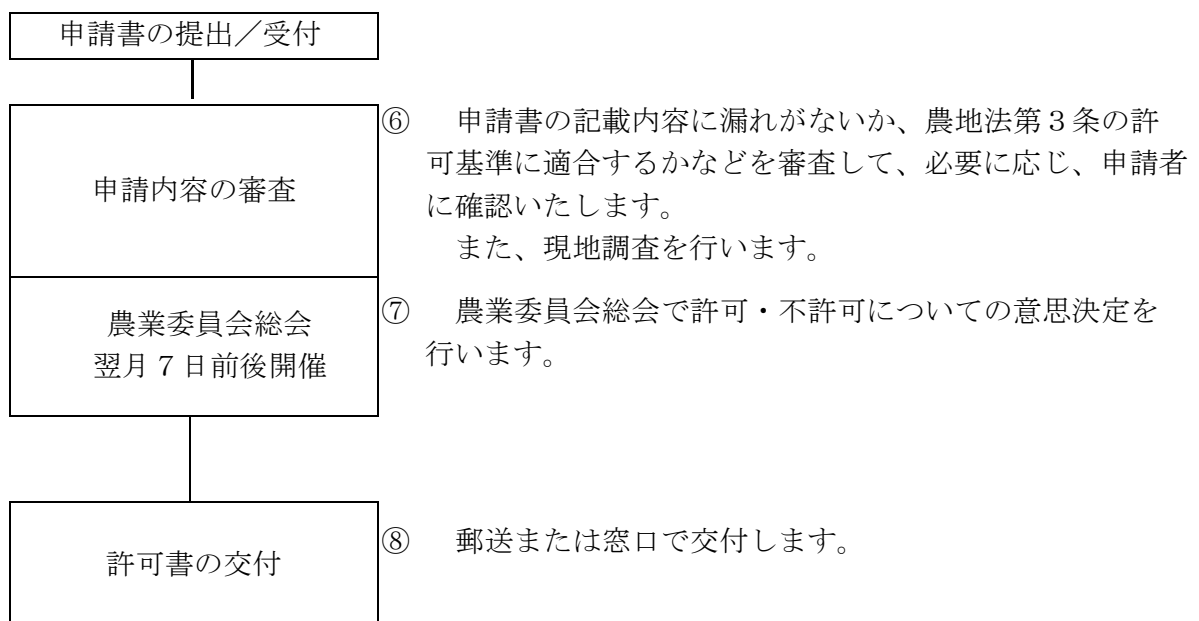 申請書の提出／受付
申請内容の審査
⑥　申請書の記載内容に漏れがないか、農地法第３条の許
可基準に適合するかなどを審査して、必要に応じ、申請者
に確認いたします。
また、現地調査を行います。
農業委員会総会
翌月７日前後開催
⑦　農業委員会総会で許可・不許可についての意思決定を
行います。
許可書の交付
⑧　郵送または窓口で交付します。